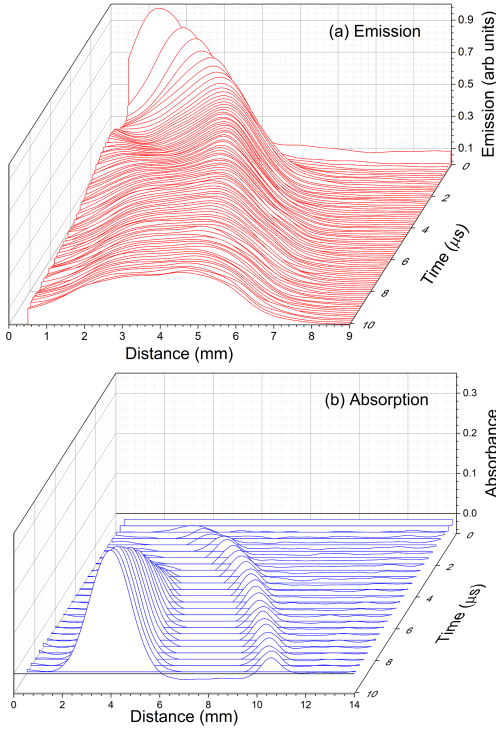 (a) Emission
0.9
0.7
0.5
0.3
0.1
Emission (arb units)
0
2
4
6
8
10
Time (μs)
0 1 2 3 4 5 6 7 8 9
Distance (mm)
(b) Absorption
0.3
0.2
0.1
0.0
Absorbance
0
2
4
6
8
10
Time (μs)
0 2 4 6 8 10 12 14
Distance (mm)